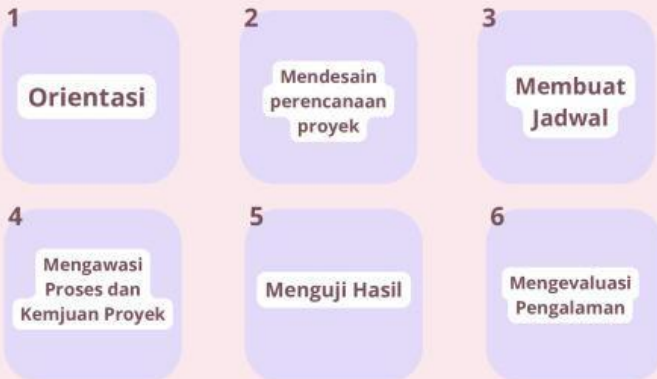 1
Orientasi
2
Mendesain
perencanaan
proyek
3
Membuat
Jadwal
4
Mengawasi
Proses dan
Kemjuan Proyek
5
Menguji Hasil
6
Mengevaluasi
Pengalaman